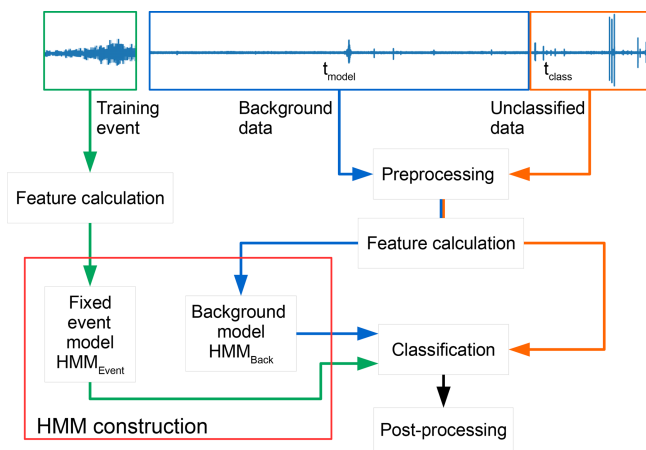 t_model
t_class
Training
event
Background
data
Unclassified
data
Preprocessing
Feature calculation
Feature calculation
Fixed
event
model
HMM_Event
Background
model
HMM_Back
Classification
HMM construction
Post-processing